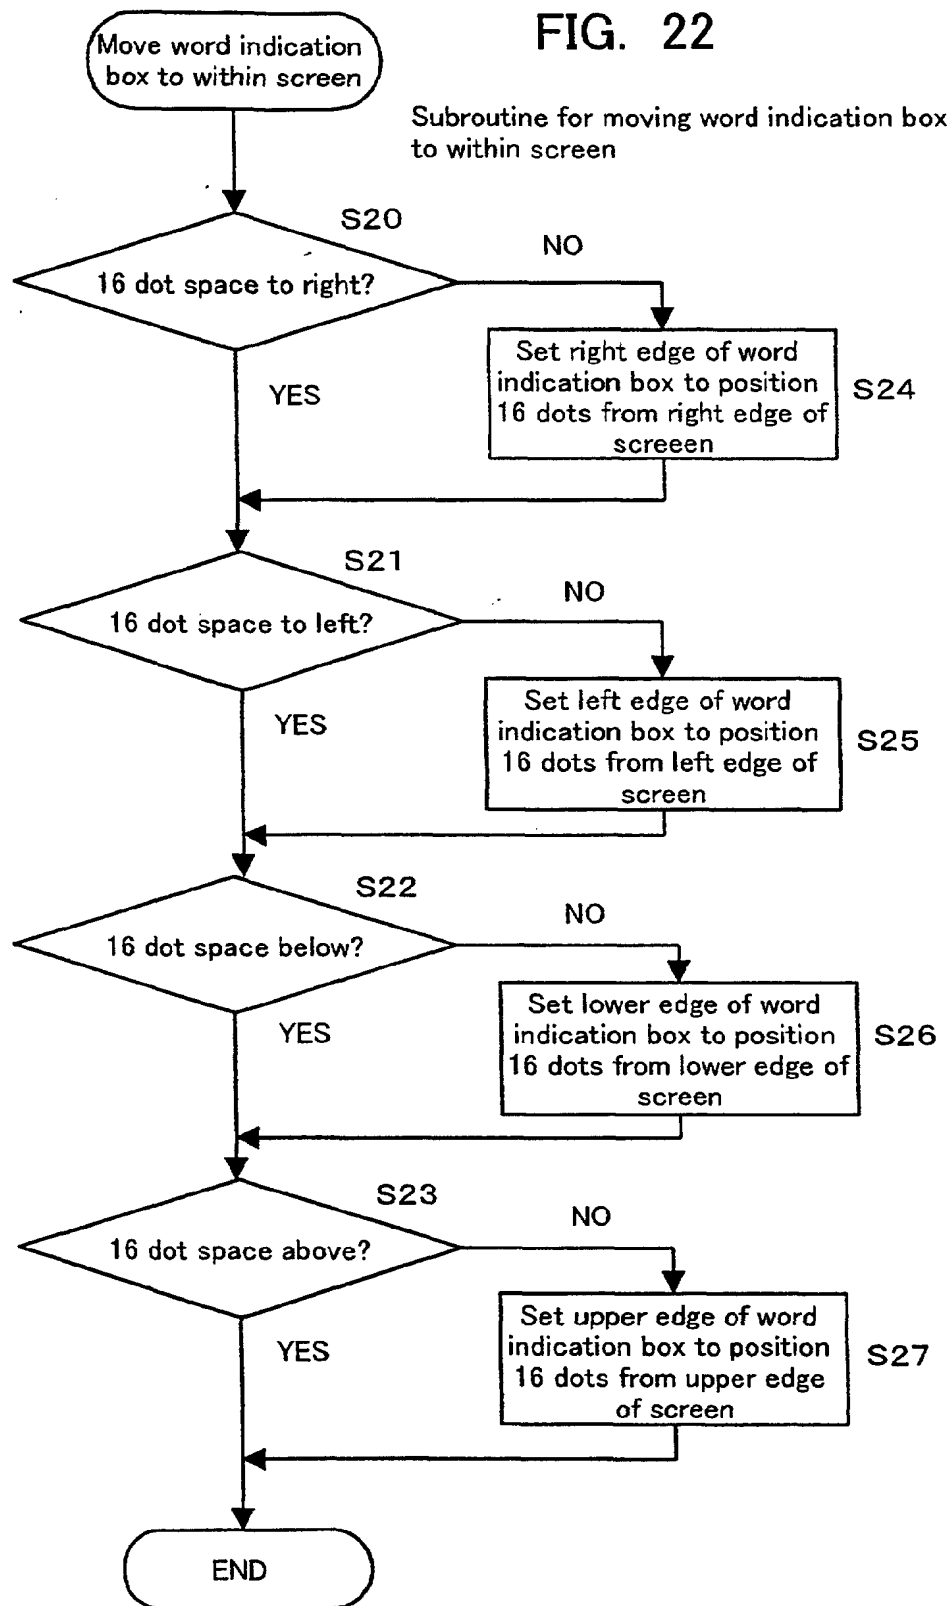 FIG. 22
Move word indication
box to within screen
Subroutine for moving word indication box
to within screen
S20
16 dot space to right?
NO
YES
Set right edge of word
indication box to position
16 dots from right edge of
screeen
S24
S21
16 dot space to left?
NO
YES
Set left edge of word
indication box to position
16 dots from left edge of
screen
S25
S22
16 dot space below?
NO
YES
Set lower edge of word
indication box to position
16 dots from lower edge of
screen
S26
S23
16 dot space above?
NO
YES
Set upper edge of word
indication box to position
16 dots from upper edge
of screen
S27
END